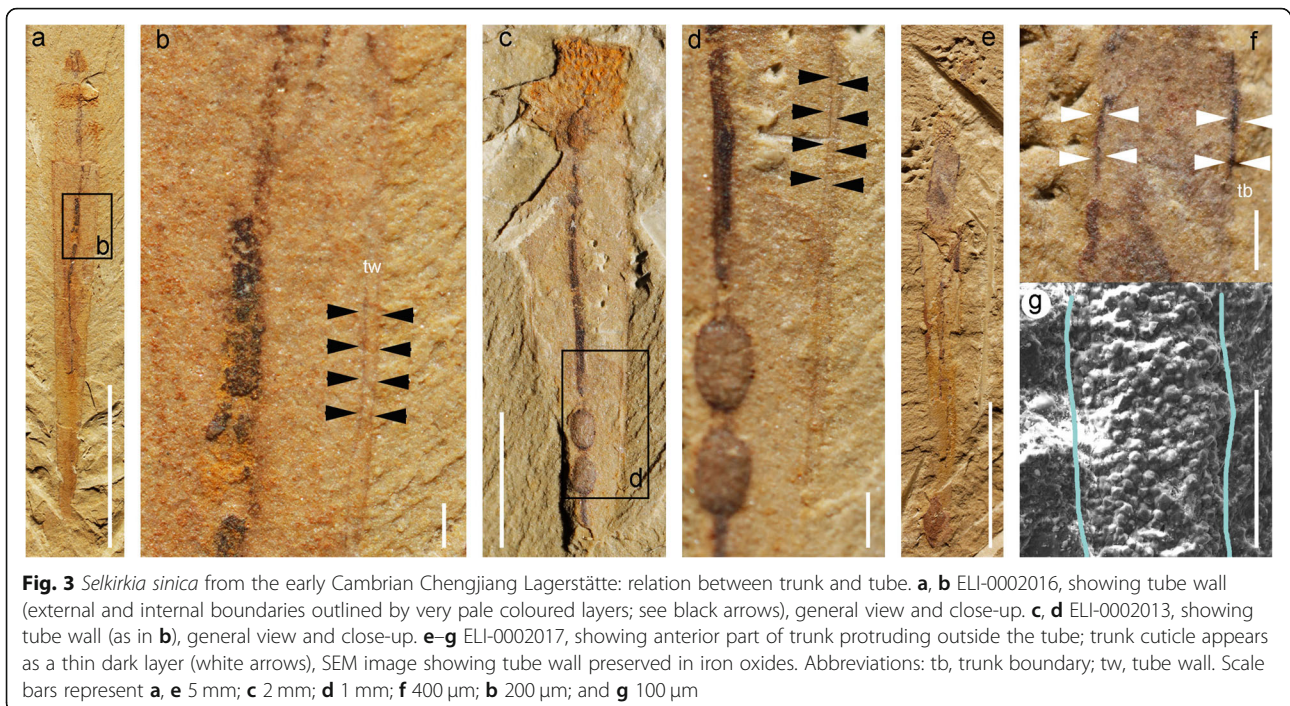 a
b
c
d
e
f
b
tw
d
tb
g
Fig. 3 Selkirkia sinica from the early Cambrian Chengjiang Lagerstätte: relation between trunk and tube. a, b ELI-0002016, showing tube wall
(external and internal boundaries outlined by very pale coloured layers; see black arrows), general view and close-up. c, d ELI-0002013, showing
tube wall (as in b), general view and close-up. e–g ELI-0002017, showing anterior part of trunk protruding outside the tube; trunk cuticle appears
as a thin dark layer (white arrows), SEM image showing tube wall preserved in iron oxides. Abbreviations: tb, trunk boundary; tw, tube wall. Scale
bars represent a, e 5 mm; c 2 mm; d 1 mm; f 400 μm; b 200 μm; and g 100 μm